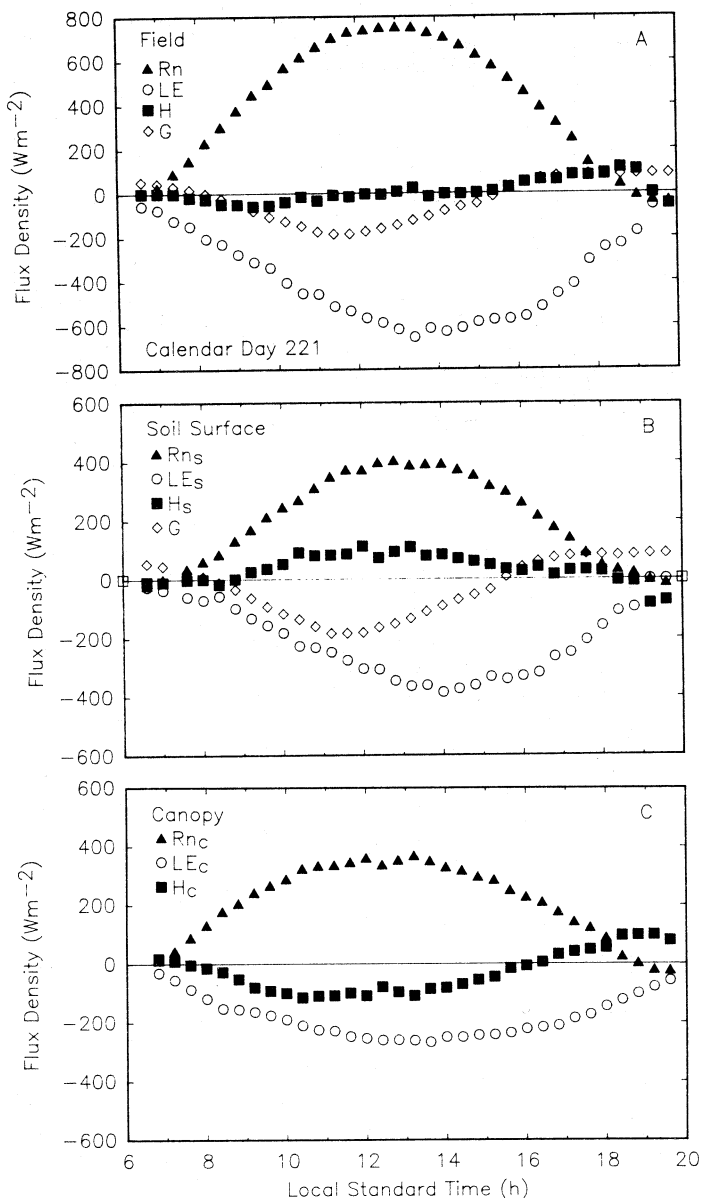 800
600
400
200
0
−200
−400
−600
−800
Flux Density (Wm−2)
Field
A
Rn
LE
H
G
Calendar Day 221
600
400
200
0
−200
−400
−600
Flux Density (Wm−2)
Soil Surface
B
Rns
LEs
Hs
G
600
400
200
0
−200
−400
−600
Flux Density (Wm−2)
Canopy
C
Rnc
LEc
Hc
6 8 10 12 14 16 18 20
Local Standard Time (h)